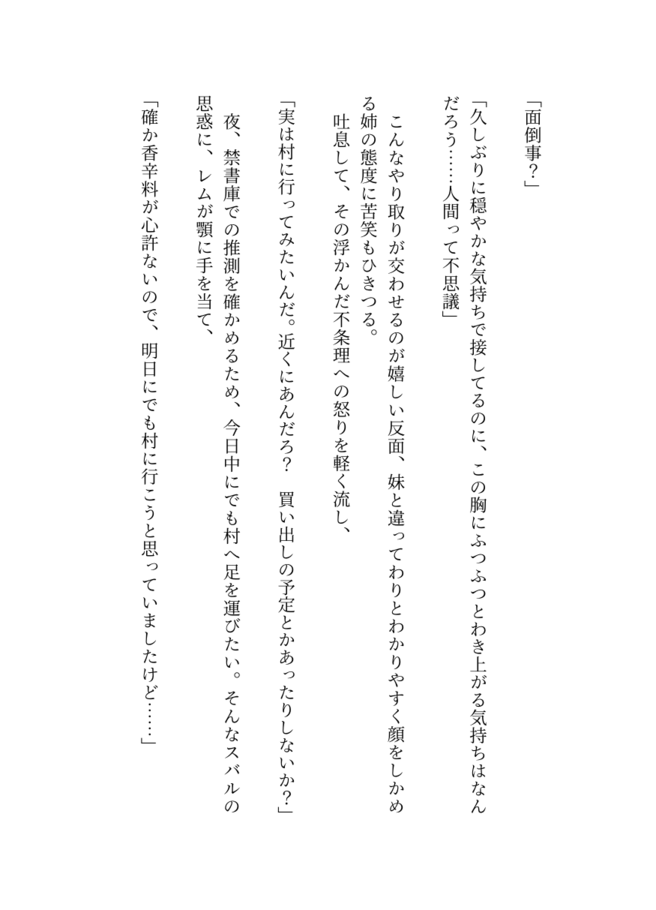 「面倒事？」
「久しぶりに穏やかな気持ちで接してるのに、この胸にふつふつとわき上がる気持ちはなん
だろう……人間って不思議」
こんなやり取りが交わせるのが嬉しい反面、妹と違ってわりとわかりやすく顔をしかめ
る姉の態度に苦笑もひきつる。
吐息して、その浮かんだ不条理への怒りを軽く流し、
「実は村に行ってみたいんだ。近くにあんだろ？　買い出しの予定とかあったりしないか？」
夜、禁書庫での推測を確かめるため、今日中にでも村へ足を運びたい。そんなスバルの
思惑に、レムが顎に手を当て、
「確か香辛料が心許ないので、明日にでも村に行こうと思っていましたけど……」